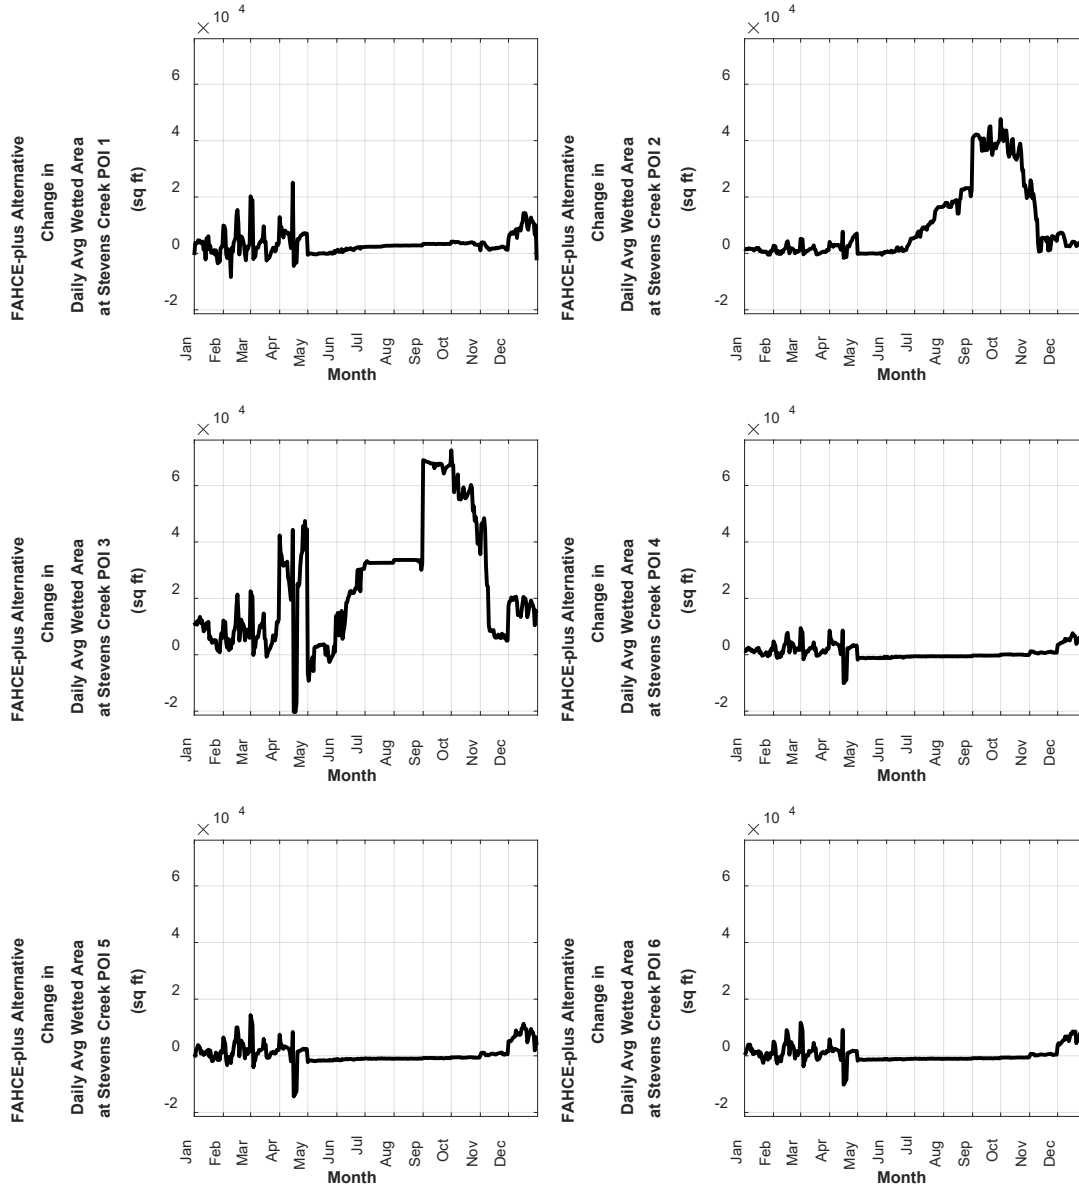 × 10 4
6
4
2
0
-2
FAHCE-plus Alternative
Change in
Daily Avg Wetted Area
at Stevens Creek POI 1
(sq ft)
Jan
Feb
Mar
Apr
May
Jun
Jul
Aug
Sep
Oct
Nov
Dec
Month
× 10 4
6
4
2
0
-2
FAHCE-plus Alternative
Change in
Daily Avg Wetted Area
at Stevens Creek POI 2
(sq ft)
Jan
Feb
Mar
Apr
May
Jun
Jul
Aug
Sep
Oct
Nov
Dec
Month
× 10 4
6
4
2
0
-2
FAHCE-plus Alternative
Change in
Daily Avg Wetted Area
at Stevens Creek POI 3
(sq ft)
Jan
Feb
Mar
Apr
May
Jun
Jul
Aug
Sep
Oct
Nov
Dec
Month
× 10 4
6
4
2
0
-2
FAHCE-plus Alternative
Change in
Daily Avg Wetted Area
at Stevens Creek POI 4
(sq ft)
Jan
Feb
Mar
Apr
May
Jun
Jul
Aug
Sep
Oct
Nov
Dec
Month
× 10 4
6
4
2
0
-2
FAHCE-plus Alternative
Change in
Daily Avg Wetted Area
at Stevens Creek POI 5
(sq ft)
Jan
Feb
Mar
Apr
May
Jun
Jul
Aug
Sep
Oct
Nov
Dec
Month
× 10 4
6
4
2
0
-2
FAHCE-plus Alternative
Change in
Daily Avg Wetted Area
at Stevens Creek POI 6
(sq ft)
Jan
Feb
Mar
Apr
May
Jun
Jul
Aug
Sep
Oct
Nov
Dec
Month